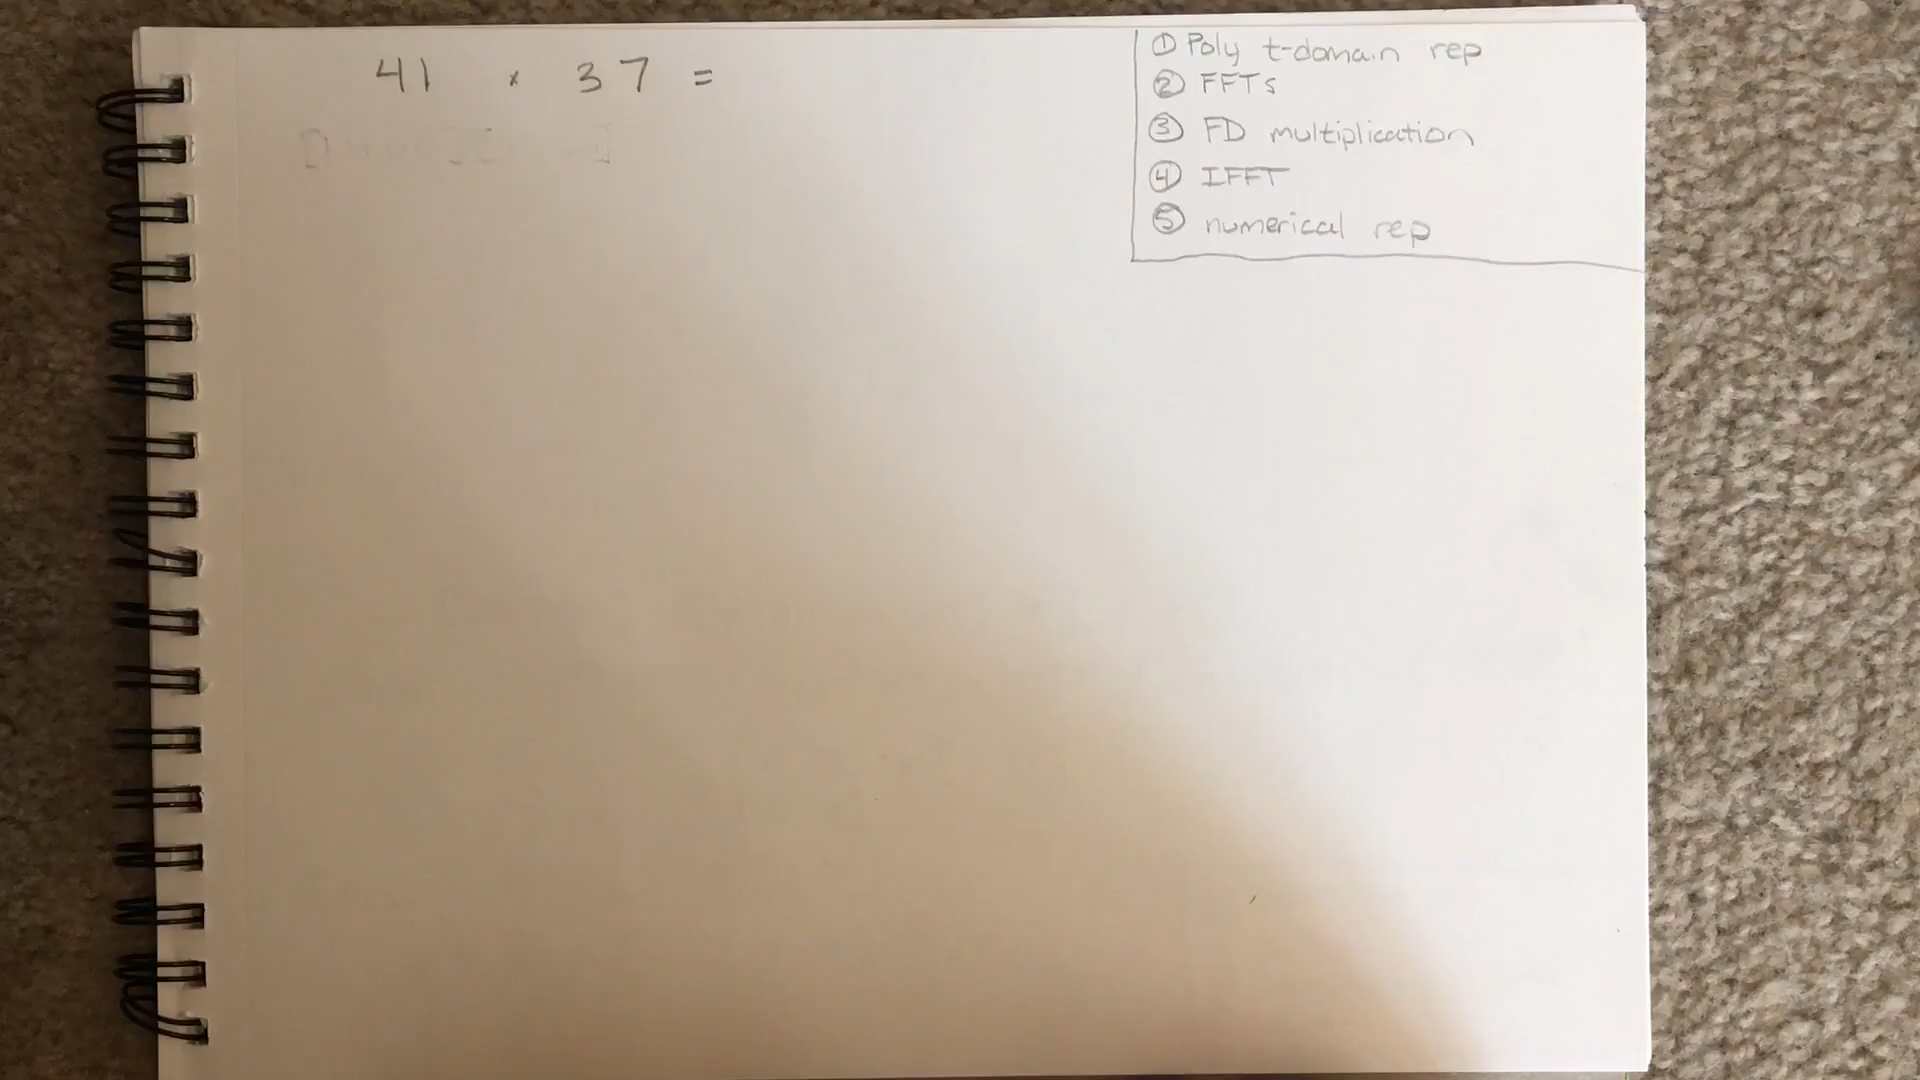 41 × 37 =
① Poly t-domain rep
② FFTs
③ FD multiplication
④ IFFT
⑤ numerical rep